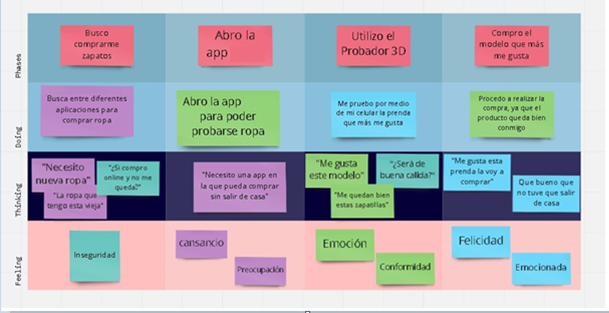 Phases
Busco
comprarme
zapatos
Abro la
app
Utilizo el
Probador 3D
Compro el
modelo que más
me gusta
Doing
Busca entre diferentes
aplicaciones para
comprar ropa
Abro la app
para poder
probarse ropa
Me pruebo por medio
de mi celular la prenda
que más me gusta
Procedo a realizar la
compra, ya que el
producto queda bien
conmigo
Thinking
"Necesito
nueva ropa"
"¿Si compro
online y no me
queda?"
"La ropa que
tengo esta vieja"
"Necesito una app en
la que pueda comprar
sin salir de casa"
"Me gusta
este modelo"
"¿Será de
buena callida?"
"Me quedan bien
estas zapatillas"
"Me gusta esta
prenda la voy a
comprar"
Que bueno que
no tuve que salir
de casa
Feeling
Inseguridad
cansancio
Preocupación
Emoción
Conformidad
Felicidad
Emocionada